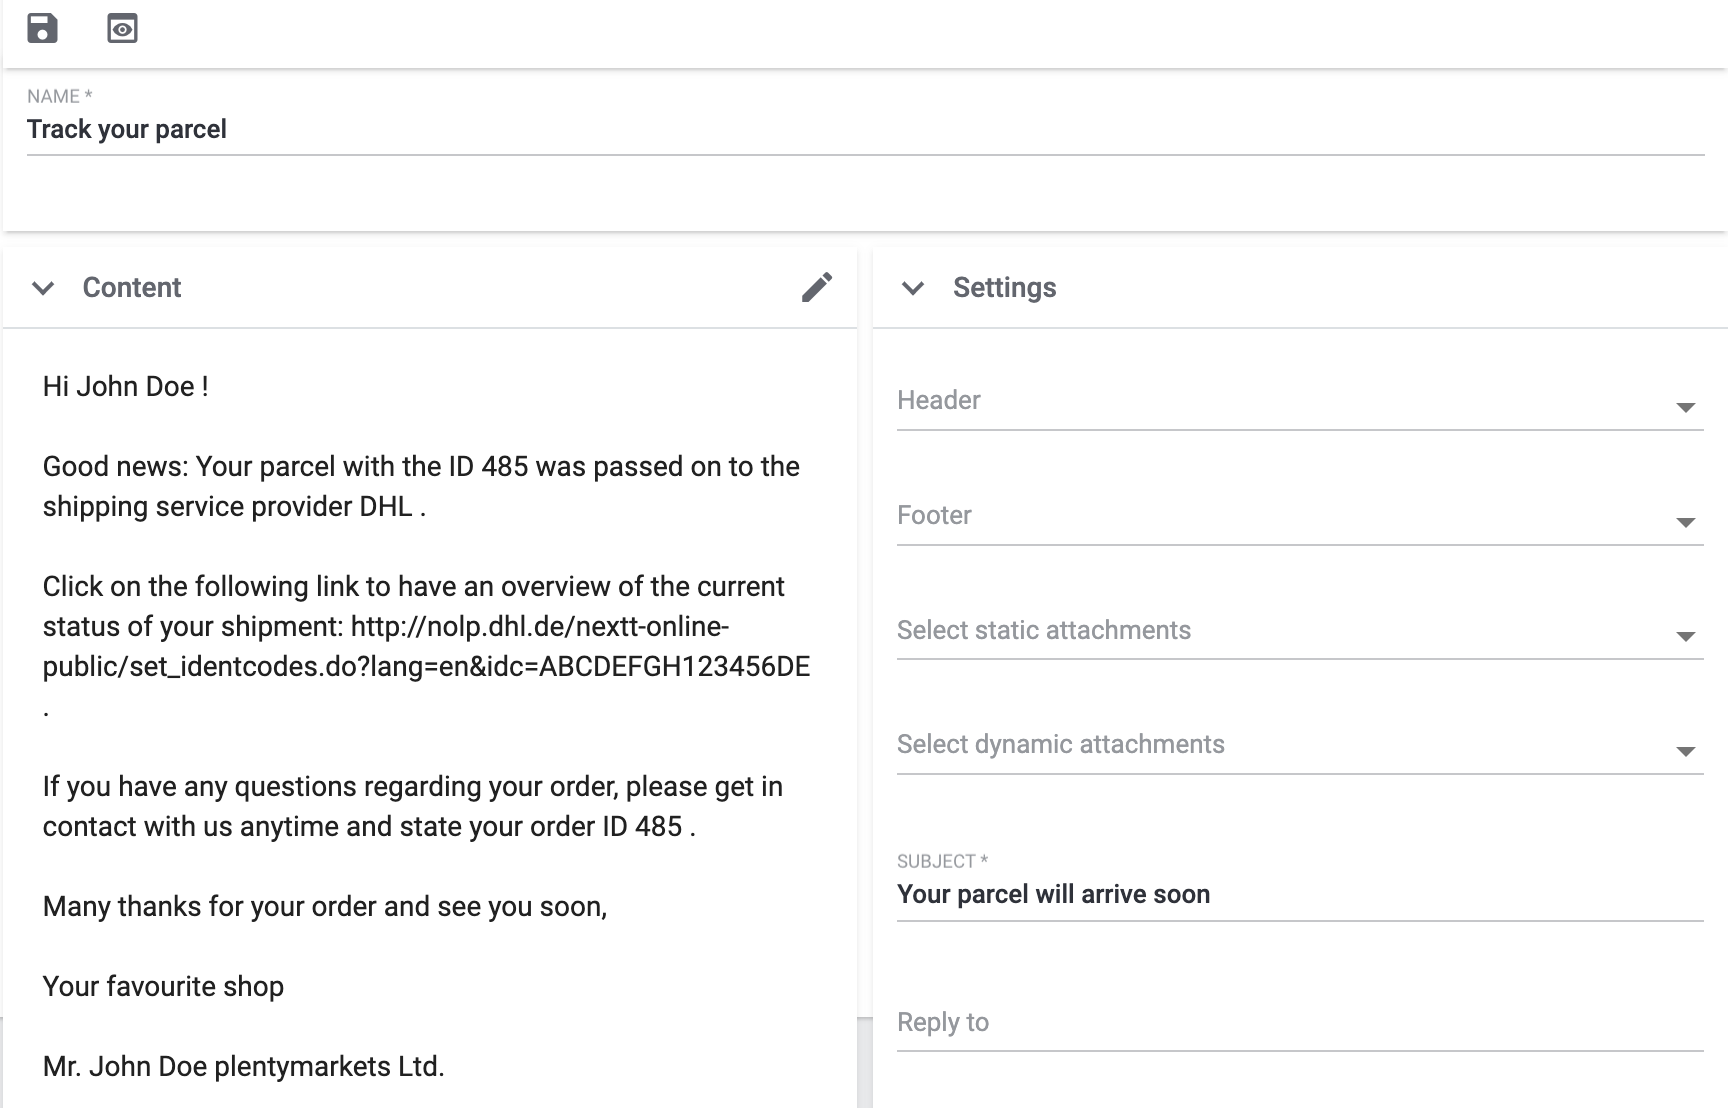 NAME *
Track your parcel
Content
Hi John Doe !
Good news: Your parcel with the ID 485 was passed on to the
shipping service provider DHL .
Click on the following link to have an overview of the current
status of your shipment: http://nolp.dhl.de/nextt-online-
public/set_identcodes.do?lang=en&idc=ABCDEFGH123456DE
.
If you have any questions regarding your order, please get in
contact with us anytime and state your order ID 485 .
Many thanks for your order and see you soon,
Your favourite shop
Mr. John Doe plentymarkets Ltd.
Settings
Header
Footer
Select static attachments
Select dynamic attachments
SUBJECT *
Your parcel will arrive soon
Reply to